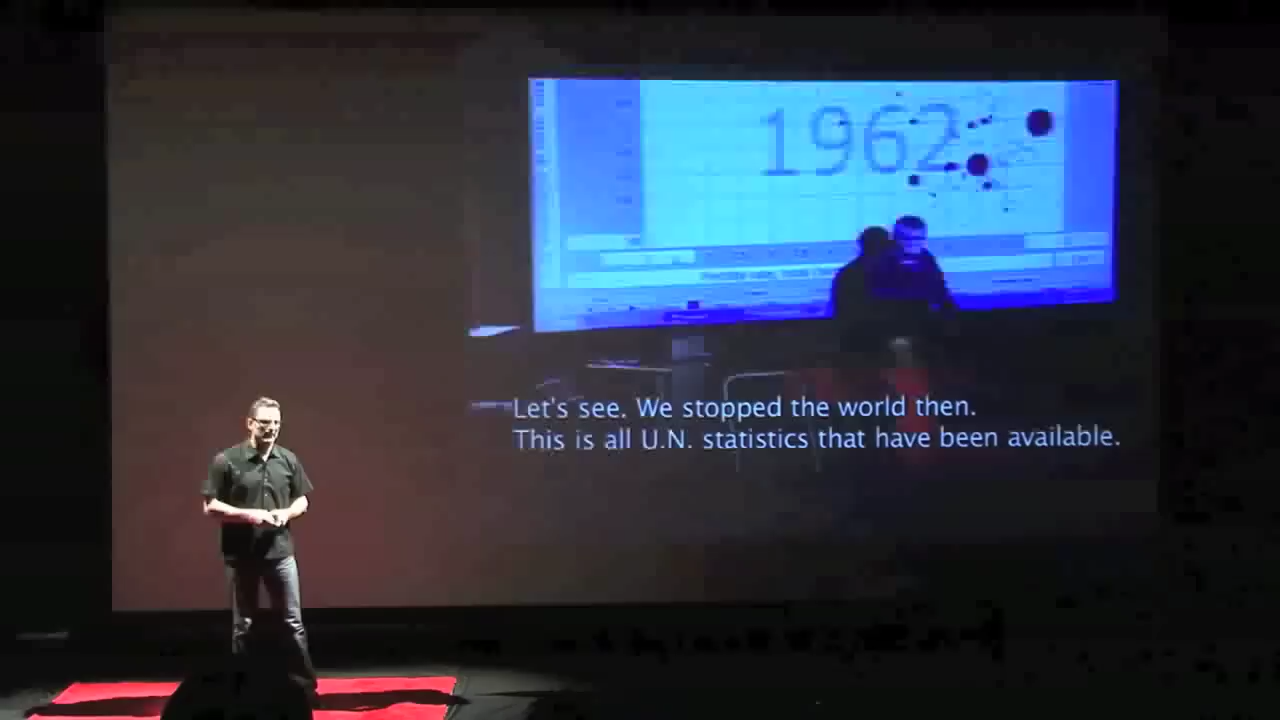 1962
Let's see. We stopped the world then.
This is all U.N. statistics that have been available.